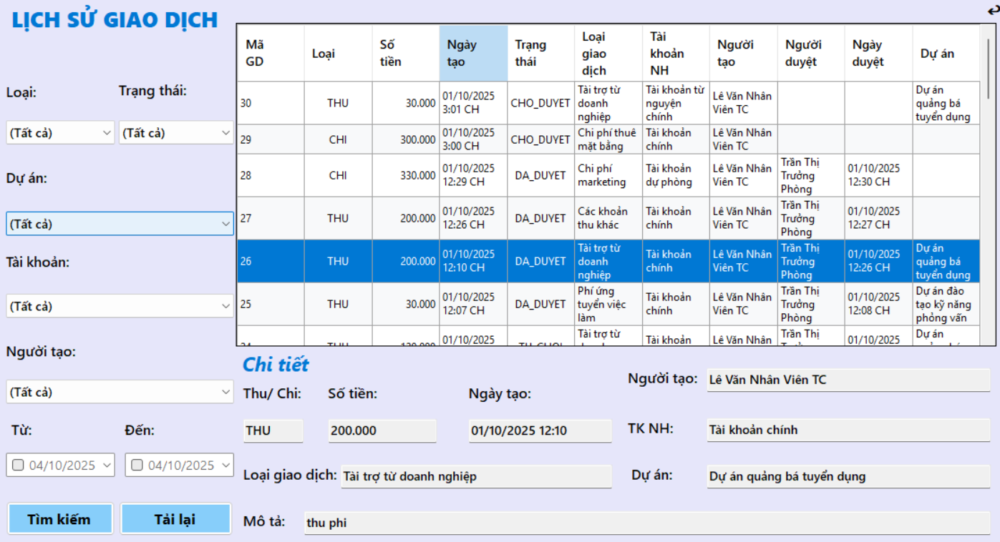 LỊCH SỬ GIAO DỊCH
Loại: Trạng thái:
(Tất cả) (Tất cả)
Dự án:
(Tất cả)
Tài khoản:
(Tất cả)
Người tạo:
(Tất cả)
Từ: Đến:
04/10/2025 04/10/2025
Tìm kiếm Tải lại
Mã GD Loại Số tiền Ngày tạo Trạng thái Loại giao dịch Tài khoản NH Người tạo Người duyệt Ngày duyệt Dự án
30 THU 30.000 01/10/2025 3:01 CH CHO_DUYET Tài trợ từ doanh nghiệp Tài khoản từ nguyện chính Lê Văn Nhân Viên TC Dự án quảng bá tuyển dụng
29 CHI 300.000 01/10/2025 3:00 CH CHO_DUYET Chi phí thuê mặt bằng Tài khoản chính Lê Văn Nhân Viên TC
28 CHI 330.000 01/10/2025 12:29 CH DA_DUYET Chi phí marketing Tài khoản dự phòng Lê Văn Nhân Viên TC Trần Thị Trưởng Phòng 01/10/2025 12:30 CH
27 THU 200.000 01/10/2025 12:26 CH DA_DUYET Các khoản thu khác Tài khoản chính Lê Văn Nhân Viên TC Trần Thị Trưởng Phòng 01/10/2025 12:27 CH
26 THU 200.000 01/10/2025 12:10 CH DA_DUYET Tài trợ từ doanh nghiệp Tài khoản chính Lê Văn Nhân Viên TC Trần Thị Trưởng Phòng 01/10/2025 12:26 CH Dự án quảng bá tuyển dụng
25 THU 30.000 01/10/2025 12:07 CH DA_DUYET Phí ứng tuyển việc làm Tài khoản chính Lê Văn Nhân Viên TC Trần Thị Trưởng Phòng 01/10/2025 12:08 CH Dự án đào tạo kỹ năng phỏng vấn
01/10/2025 Tài trợ từ Tài khoản Lê Văn Nhân Trần Thị 01/10/2025 Dự án
Chi tiết
Thu/ Chi: Số tiền: Ngày tạo: Người tạo: Lê Văn Nhân Viên TC
THU 200.000 01/10/2025 12:10 TK NH: Tài khoản chính
Loại giao dịch: Tài trợ từ doanh nghiệp Dự án: Dự án quảng bá tuyển dụng
Mô tả: thu phi